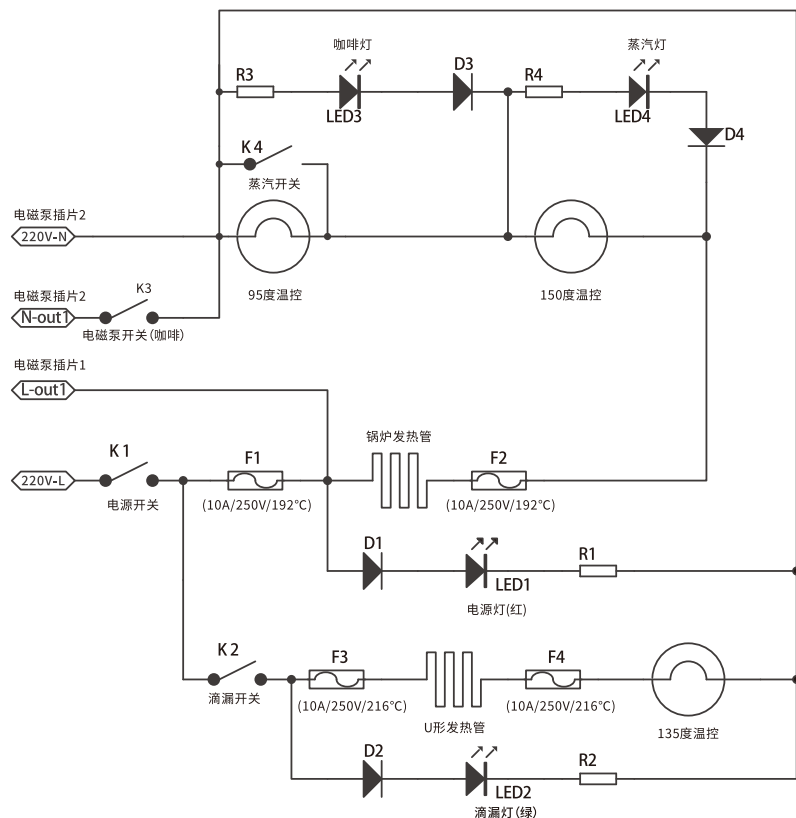 咖啡灯
蒸汽灯
R3
D3
R4
LED3
LED4
D4
K 4
蒸汽开关
电磁泵插片2
220V-N
95度温控
150度温控
电磁泵插片2
K3
N-out1
电磁泵开关(咖啡)
电磁泵插片1
L-out1
锅炉发热管
K 1
F1
F2
220V-L
电源开关
(10A/250V/192℃)
(10A/250V/192℃)
D1
R1
LED1
电源灯(红)
K 2
F3
F4
滴漏开关
(10A/250V/216℃)
(10A/250V/216℃)
U形发热管
135度温控
D2
R2
LED2
滴漏灯(绿)